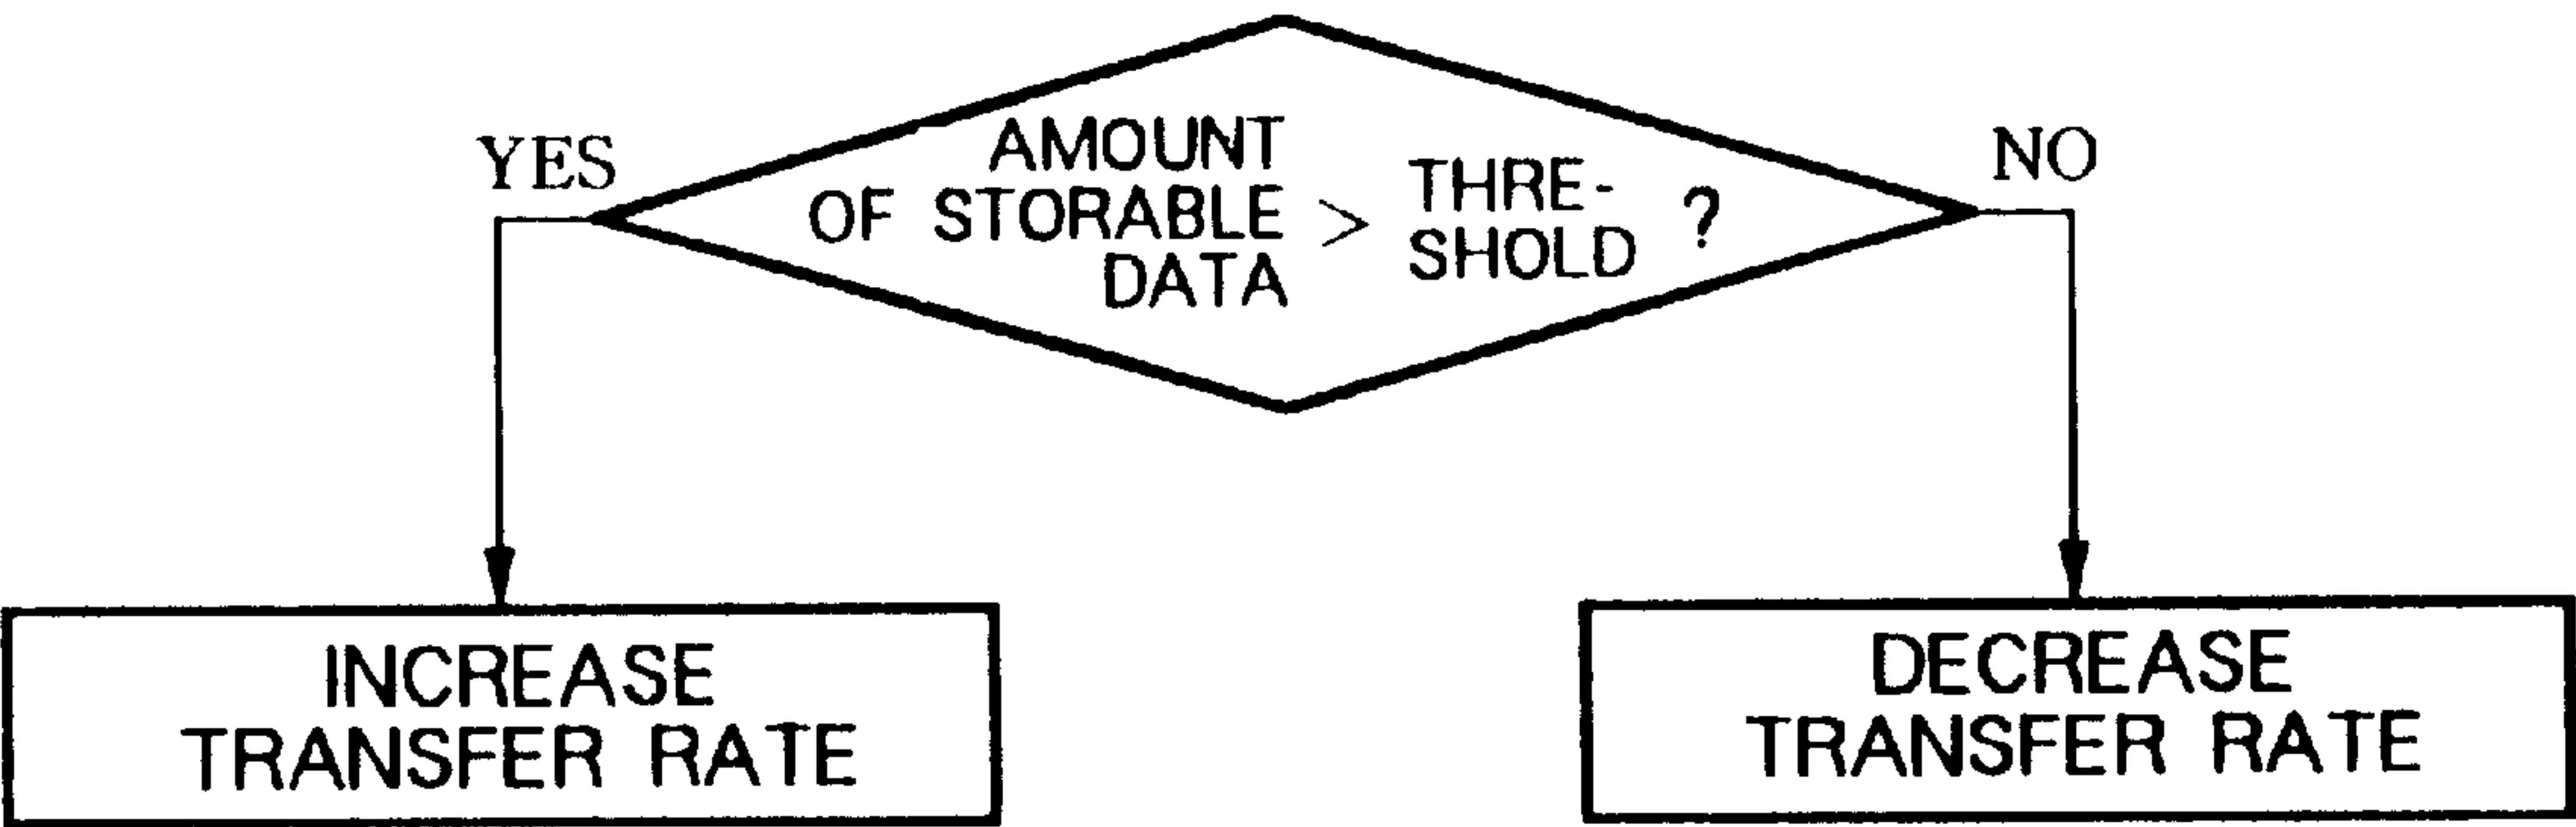 YES
AMOUNT
OF STORABLE
DATA
>
THRE-
SHOLD
?
NO
INCREASE
TRANSFER RATE
DECREASE
TRANSFER RATE